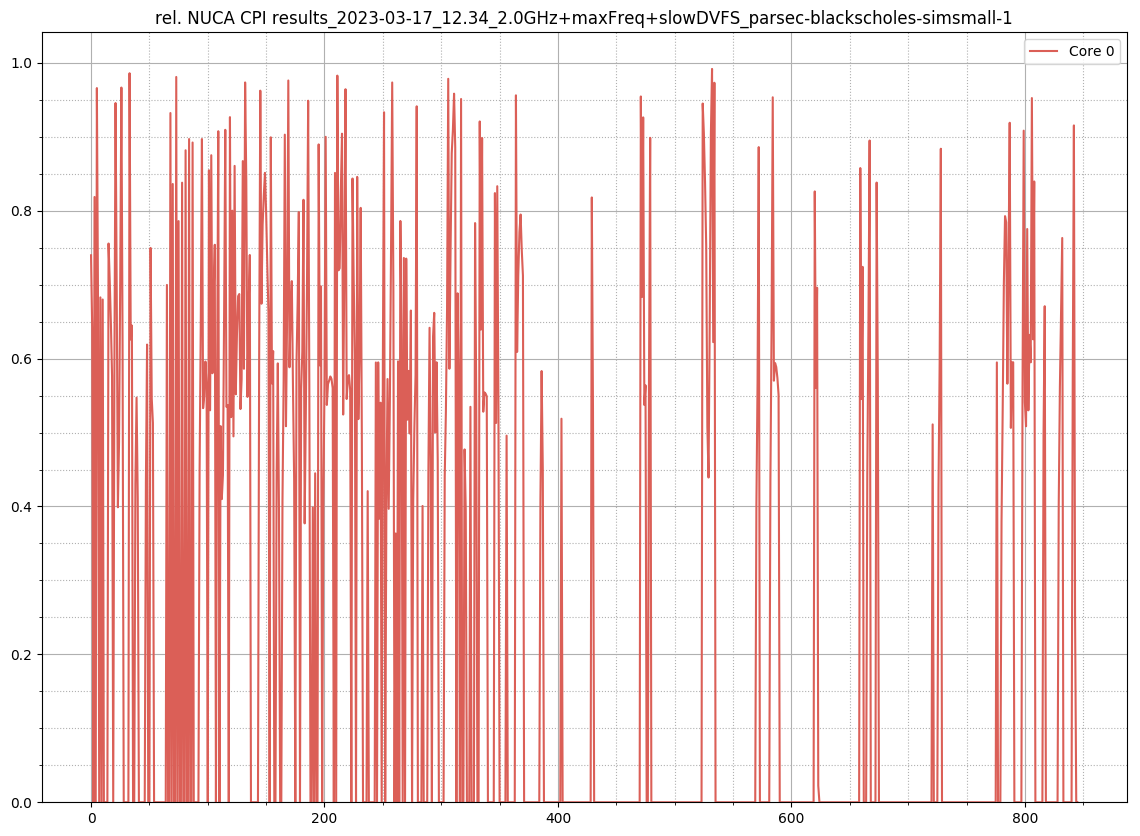 rel. NUCA CPI results_2023-03-17_12.34_2.0GHz+maxFreq+slowDVFS_parsec-blackscholes-simsmall-1
Core 0
1.0
0.8
0.6
0.4
0.2
0.0
0 200 400 600 800